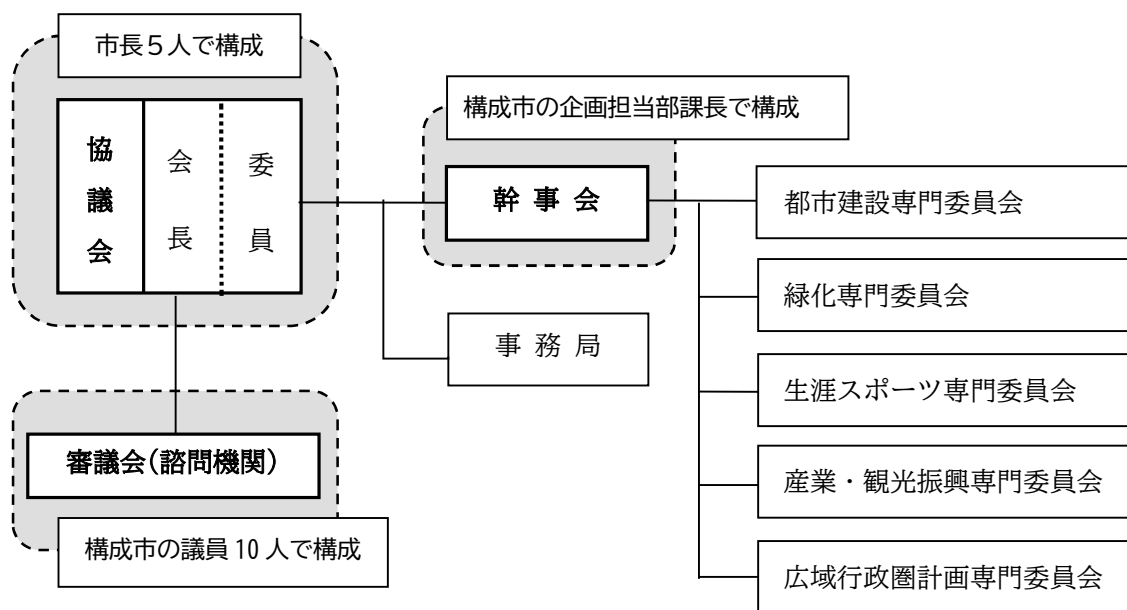 市長５人で構成
協議会
会長
委員
構成市の企画担当部課長で構成
幹 事 会
事 務 局
審議会(諮問機関)
構成市の議員 10 人で構成
都市建設専門委員会
緑化専門委員会
生涯スポーツ専門委員会
産業・観光振興専門委員会
広域行政圏計画専門委員会